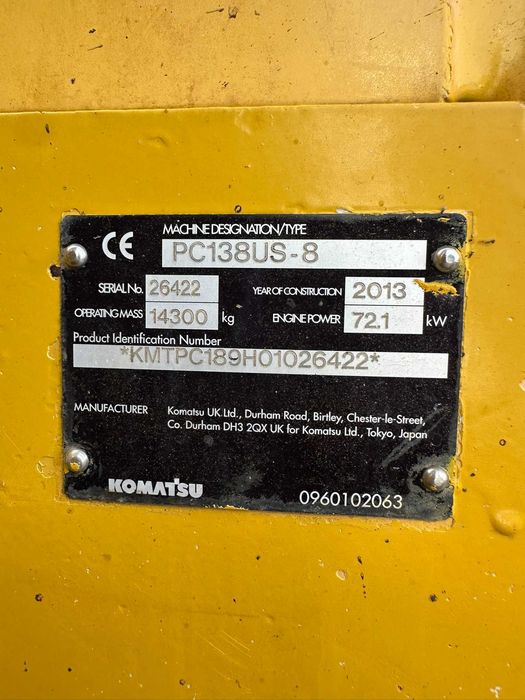 CE
MACHINE DESIGNATION/TYPE
PC138US-8
SERIAL No. 26422 YEAR OF CONSTRUCTION 2013
OPERATING MASS 14300 kg ENGINE POWER 72.1 kW
Product Identification Number
*KMTPC189H01026422*
MANUFACTURER Komatsu UK Ltd., Durham Road, Birtley, Chester-le-Street,
Co. Durham DH3 2QX UK for Komatsu Ltd., Tokyo, Japan
KOMATSU 0960102063